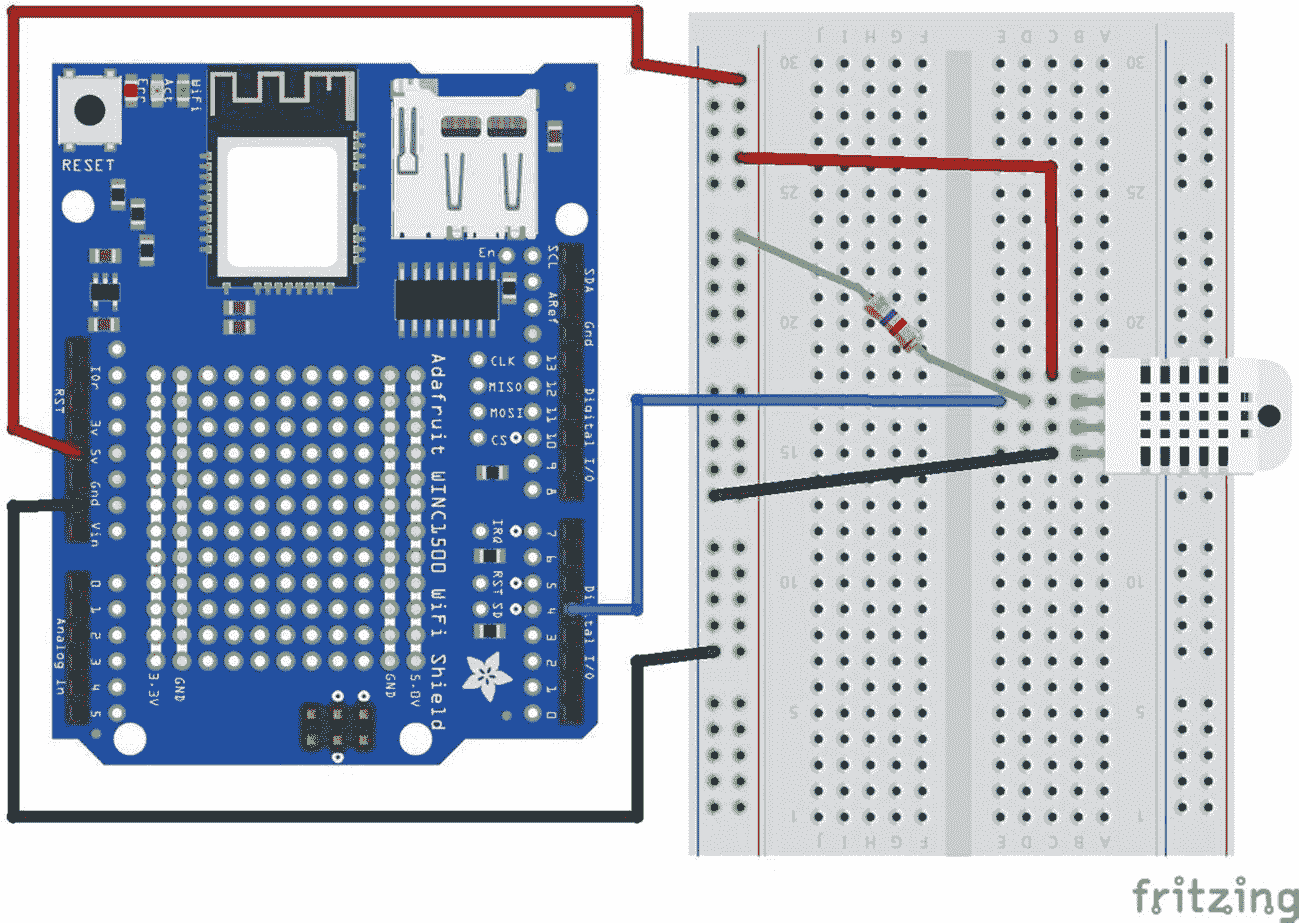 J I H G F E D C B A
30 30
Err Act WiFi
RESET
25 25
En SCL
SDA
ARef
Gnd
20 20
CLK 13
MISO 12
MOSI 11
CS 10
9
8
Digital I/O
IOr
RST
3v
5v
Gnd
Vin
15 15
Adafruit WINC1500 WiFi Shield
IRQ 7
6
RST 5
SD 4
3
2
1
0
Digital I/O
10 10
0
1
2
3
4
5
Analog In
3.3V GND GND 5.0V
5 5
1 1
J I H G F E D C B A
fritzing